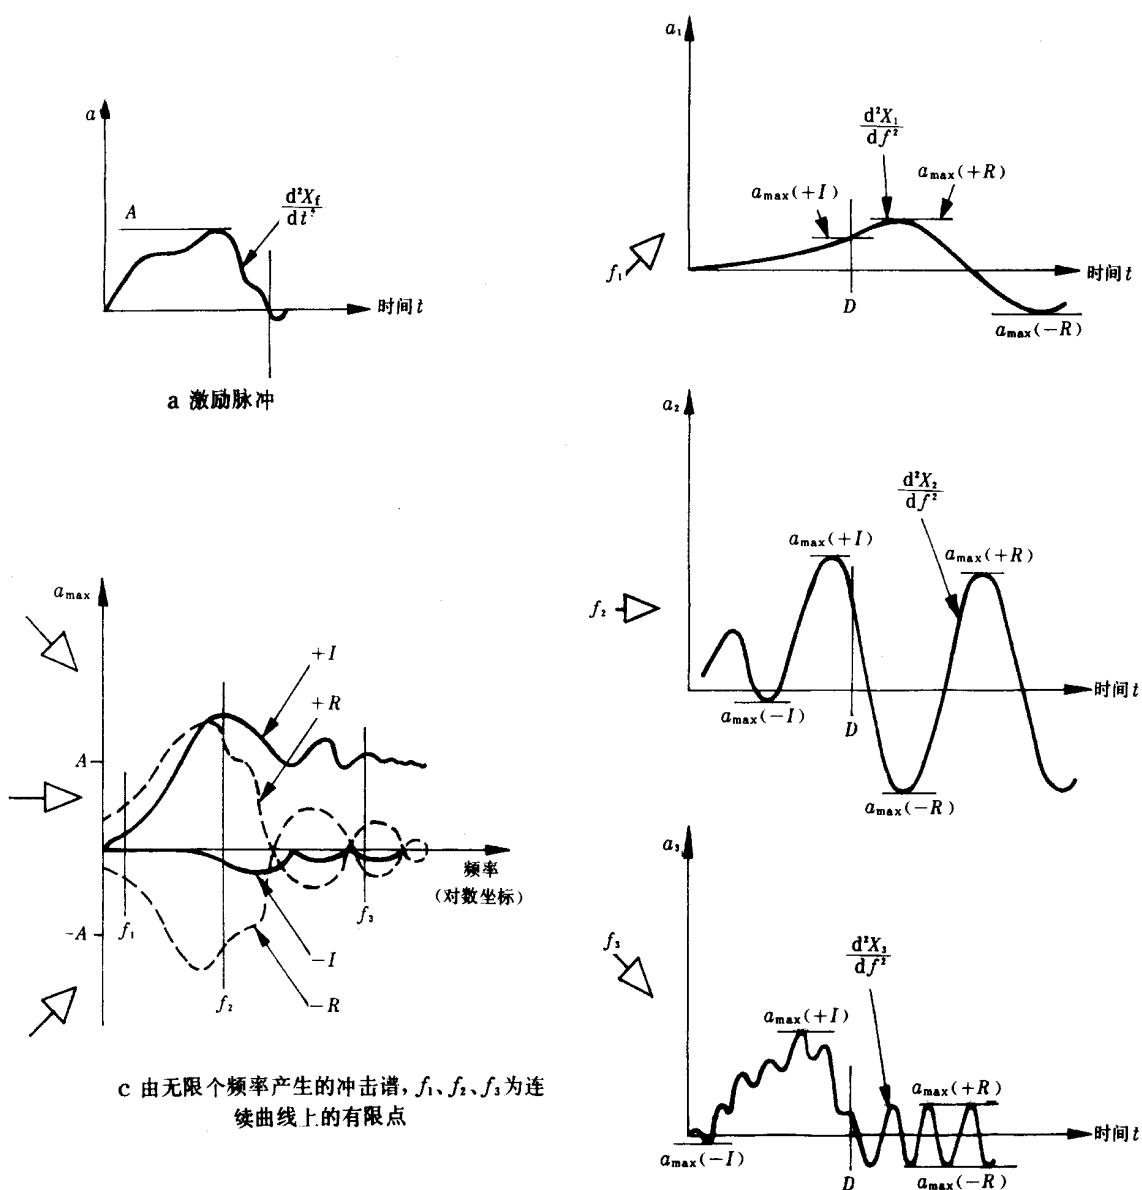 a
A
d²X_f
dt²
时间 t
a 激励脉冲
a₁
d²X₁
df²
a_max(+I)
a_max(+R)
f₁
时间 t
D
a_max(-R)
a₂
d²X₂
df²
a_max(+I)
a_max(+R)
f₂
时间 t
a_max(-I)
D
a_max(-R)
a_max
+I
+R
A
频率
(对数坐标)
f₁
f₃
-A
-I
f₂
-R
c 由无限个频率产生的冲击谱,f₁、f₂、f₃为连
续曲线上的有限点
a₃
f₃
d²X₃
df²
a_max(+I)
a_max(+R)
时间 t
a_max(-I)
D
a_max(-R)